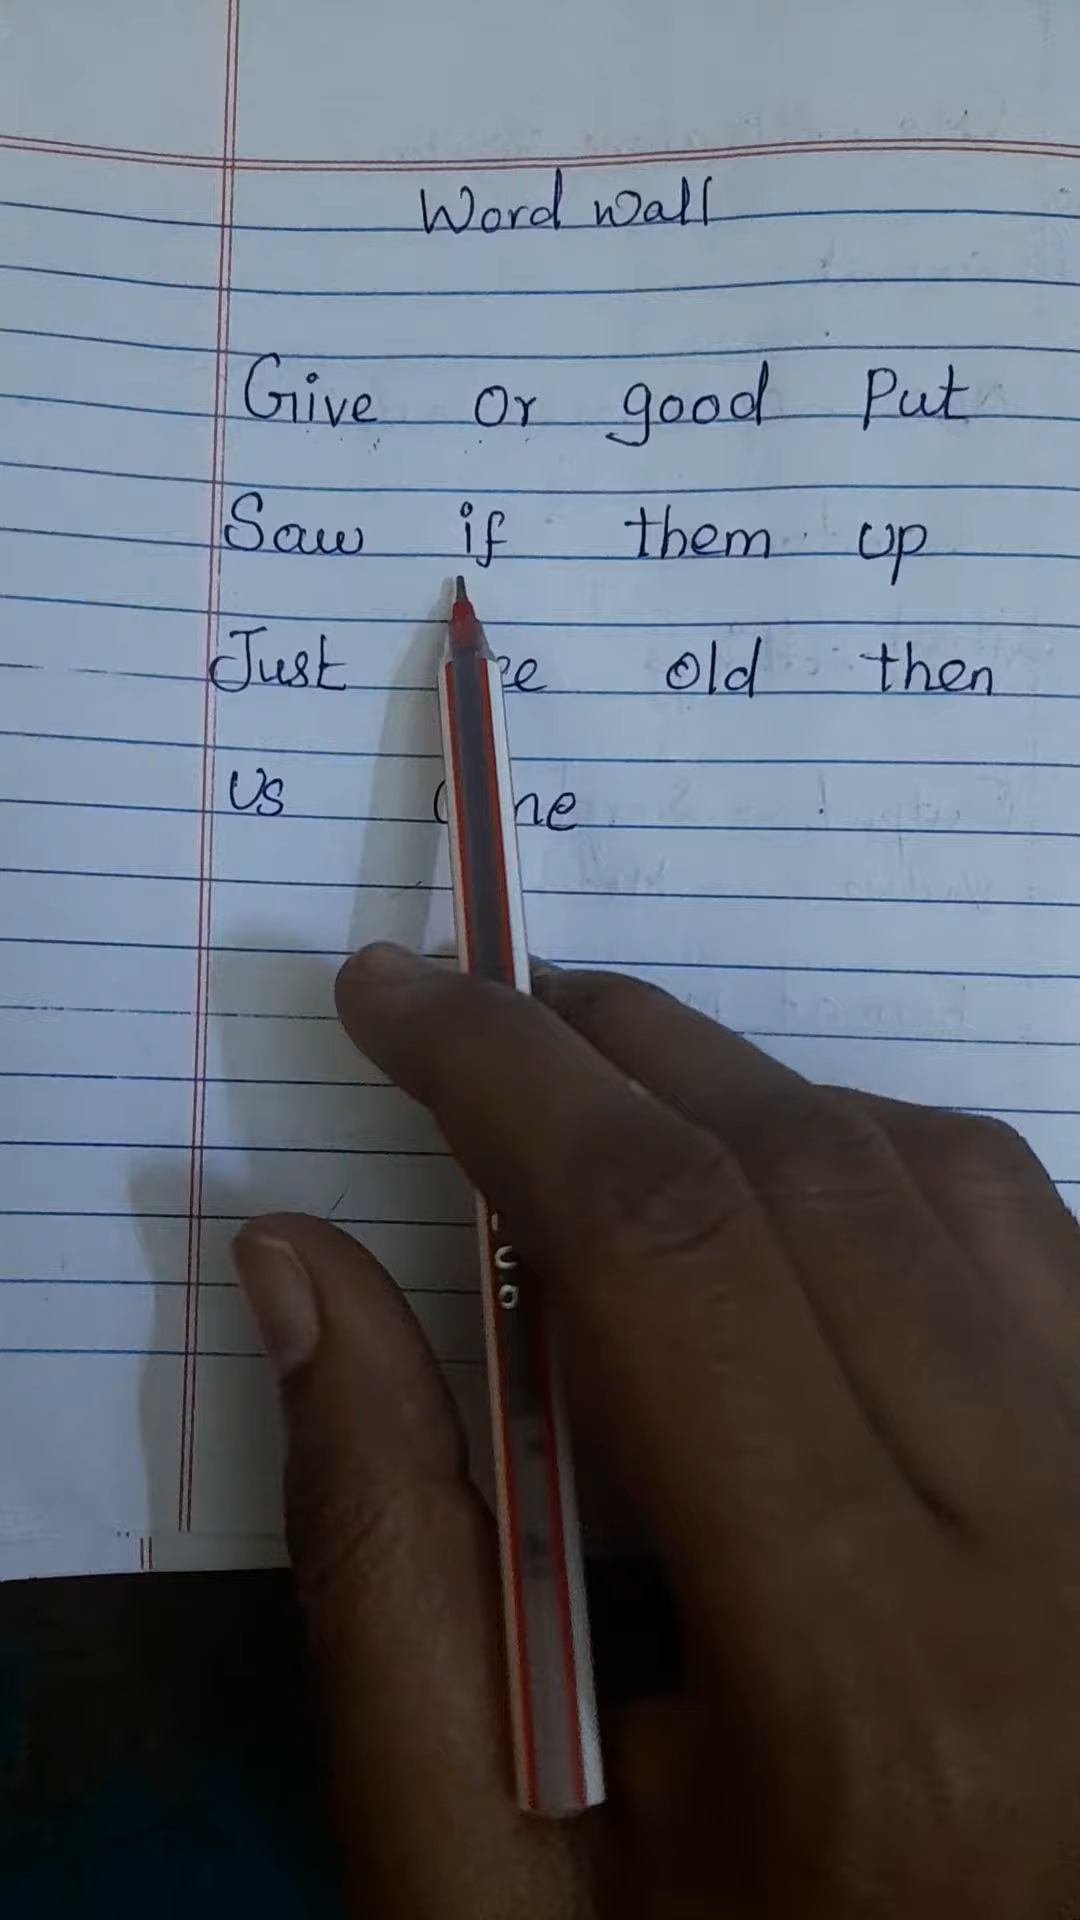 Word wall
Give or good Put
Saw if them up
Just old then
Us